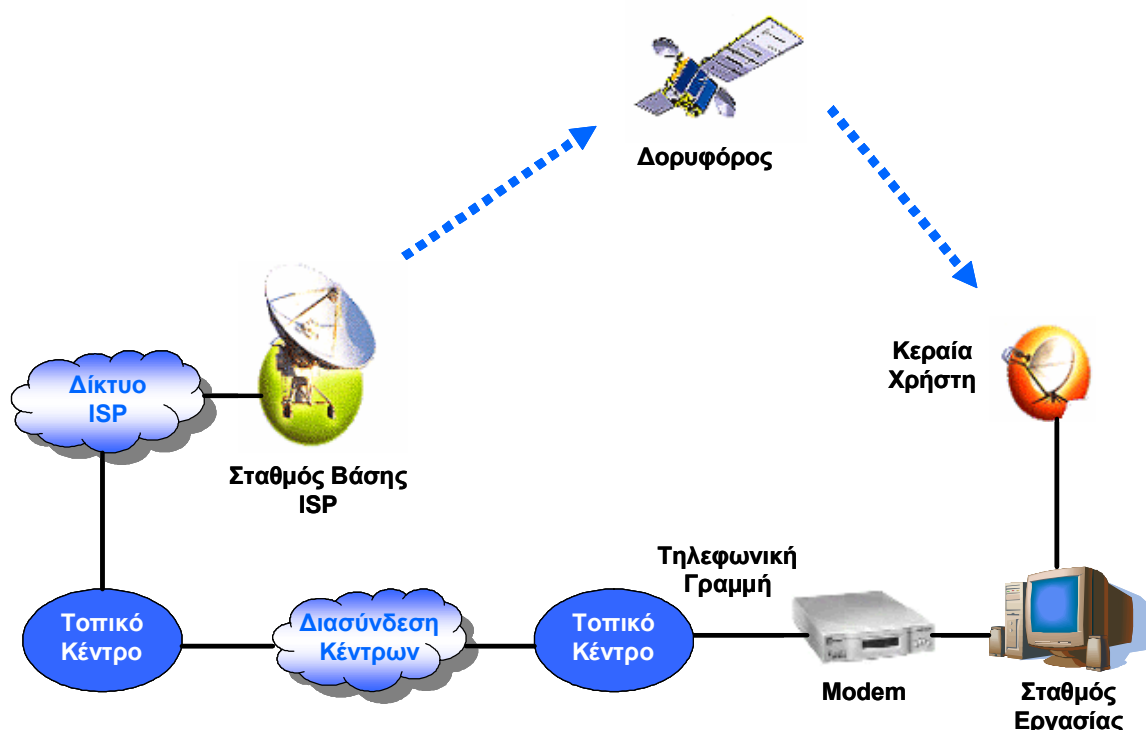 Δορυφόρος
Κεραία
Χρήστη
Δίκτυο
ISP
Σταθμός Βάσης
ISP
Τηλεφωνική
Γραμμή
Τοπικό
Κέντρο
Διασύνδεση
Κέντρων
Τοπικό
Κέντρο
Modem
Σταθμός
Εργασίας